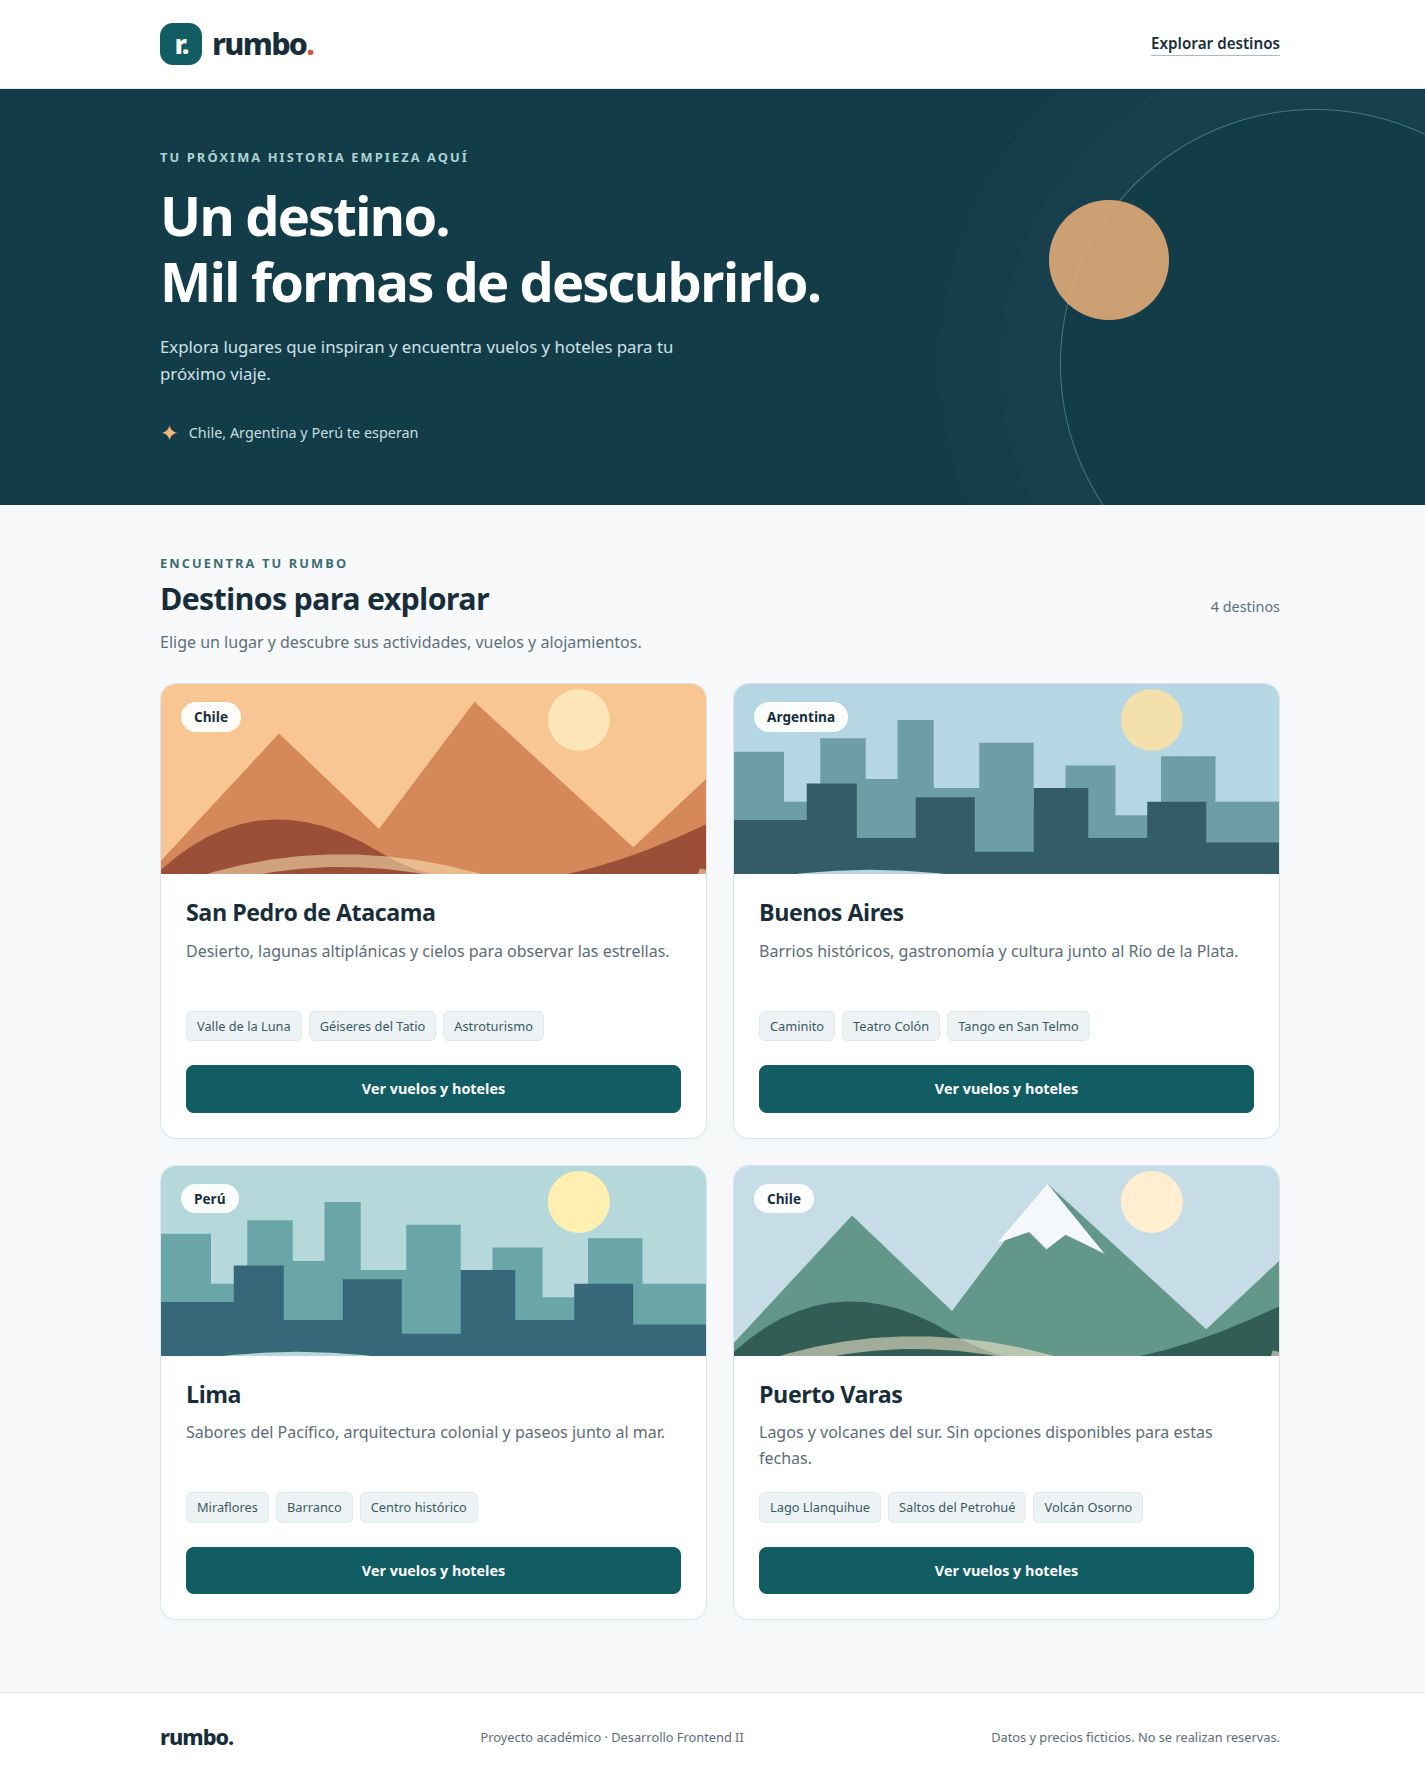 r. rumbo.
Explorar destinos
TU PRÓXIMA HISTORIA EMPIEZA AQUÍ
Un destino.
Mil formas de descubrirlo.
Explora lugares que inspiran y encuentra vuelos y hoteles para tu
próximo viaje.
Chile, Argentina y Perú te esperan
ENCUENTRA TU RUMBO
Destinos para explorar
4 destinos
Elige un lugar y descubre sus actividades, vuelos y alojamientos.
Chile
San Pedro de Atacama
Desierto, lagunas altiplánicas y cielos para observar las estrellas.
Valle de la Luna Géiseres del Tatio Astroturismo
Ver vuelos y hoteles
Argentina
Buenos Aires
Barrios históricos, gastronomía y cultura junto al Río de la Plata.
Caminito Teatro Colón Tango en San Telmo
Ver vuelos y hoteles
Perú
Lima
Sabores del Pacífico, arquitectura colonial y paseos junto al mar.
Miraflores Barranco Centro histórico
Ver vuelos y hoteles
Chile
Puerto Varas
Lagos y volcanes del sur. Sin opciones disponibles para estas
fechas.
Lago Llanquihue Saltos del Petrohué Volcán Osorno
Ver vuelos y hoteles
rumbo.
Proyecto académico · Desarrollo Frontend II
Datos y precios ficticios. No se realizan reservas.